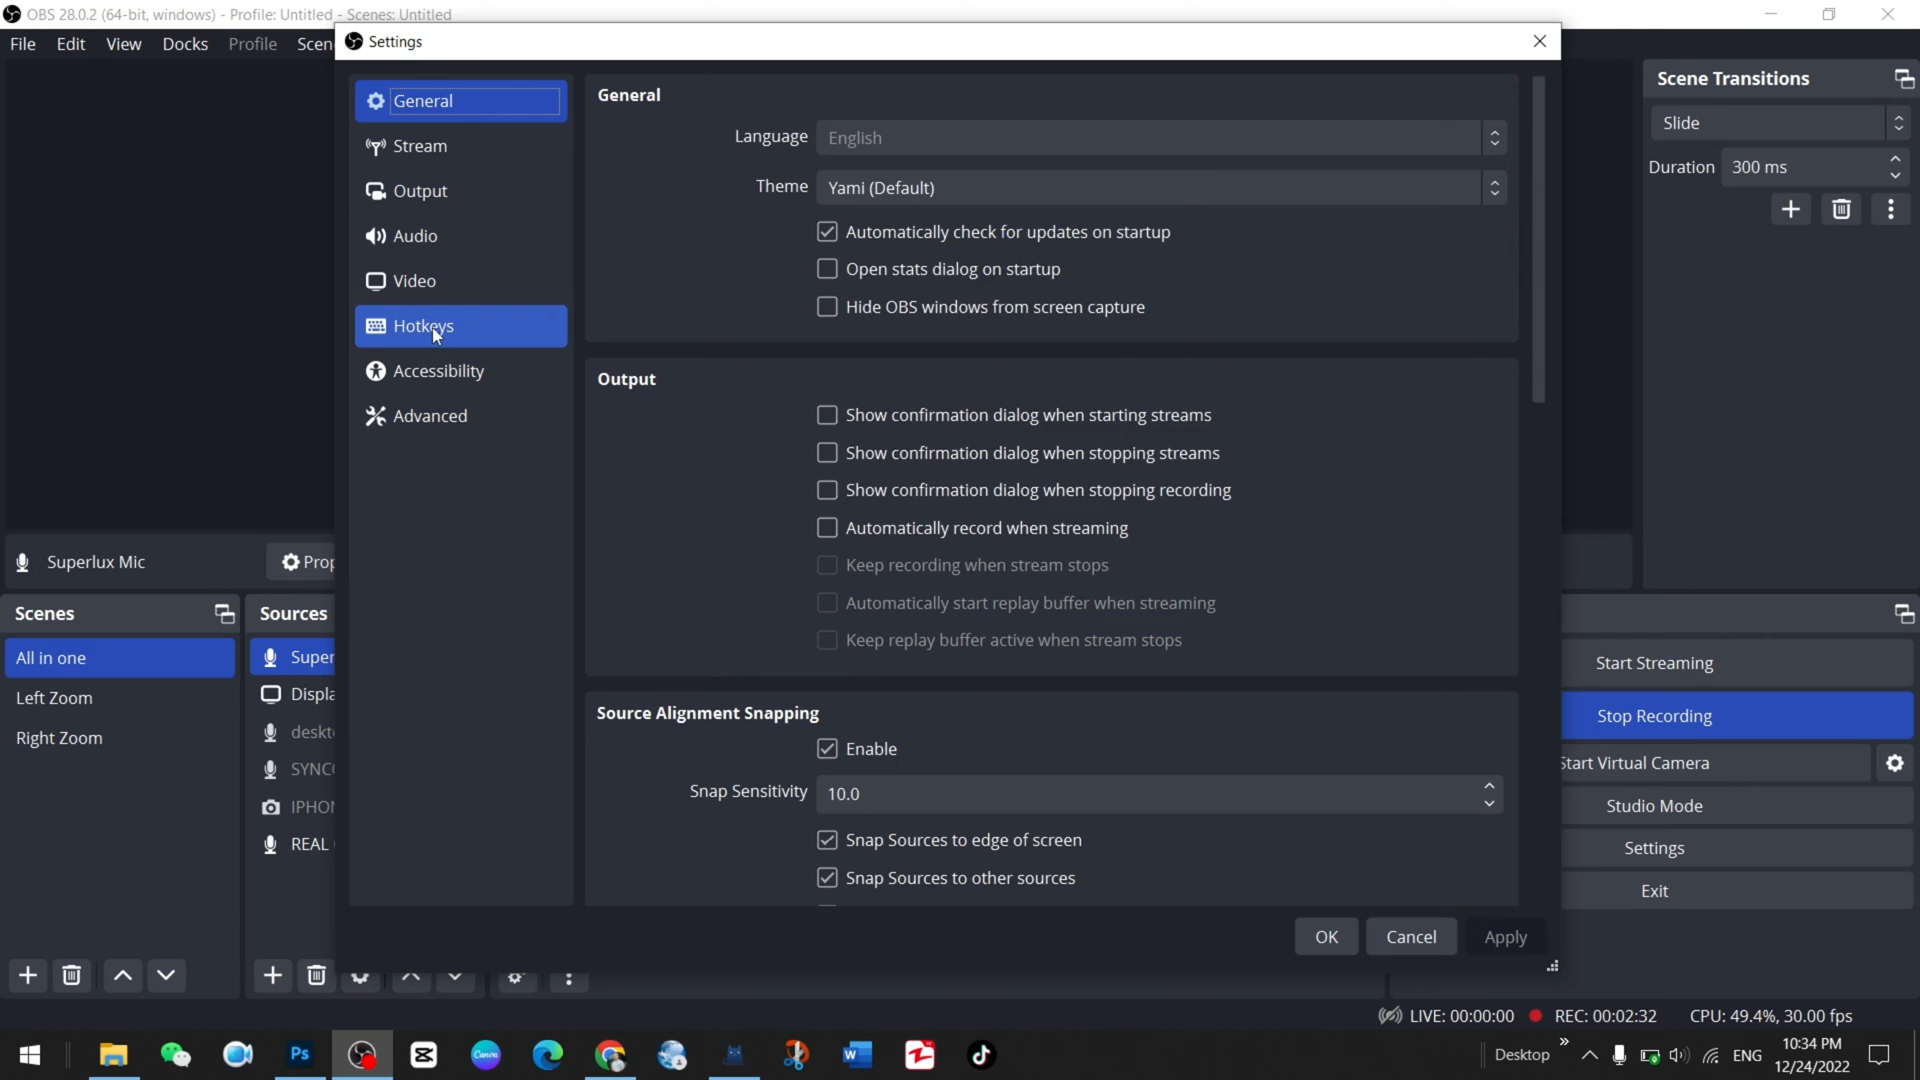 OBS 28.0.2 (64-bit, windows) - Profile: Untitled - Scenes: Untitled
File Edit View Docks Profile Scen
Settings
General
Stream
Output
Audio
Video
Hotkeys
Accessibility
Advanced
General
Language English
Theme Yami (Default)
Automatically check for updates on startup
Open stats dialog on startup
Hide OBS windows from screen capture
Output
Show confirmation dialog when starting streams
Show confirmation dialog when stopping streams
Show confirmation dialog when stopping recording
Automatically record when streaming
Keep recording when stream stops
Automatically start replay buffer when streaming
Keep replay buffer active when stream stops
Source Alignment Snapping
Enable
Snap Sensitivity 10.0
Snap Sources to edge of screen
Snap Sources to other sources
OK Cancel Apply
Scene Transitions
Slide
Duration 300 ms
Superlux Mic Prop
Scenes
All in one
Left Zoom
Right Zoom
Sources
Super
Displa
deskt
SYNC
IPHO
REAL
Start Streaming
Stop Recording
Start Virtual Camera
Studio Mode
Settings
Exit
LIVE: 00:00:00 REC: 00:02:32 CPU: 49.4%, 30.00 fps
Ps
Canva
W
Desktop
ENG
10:34 PM
12/24/2022